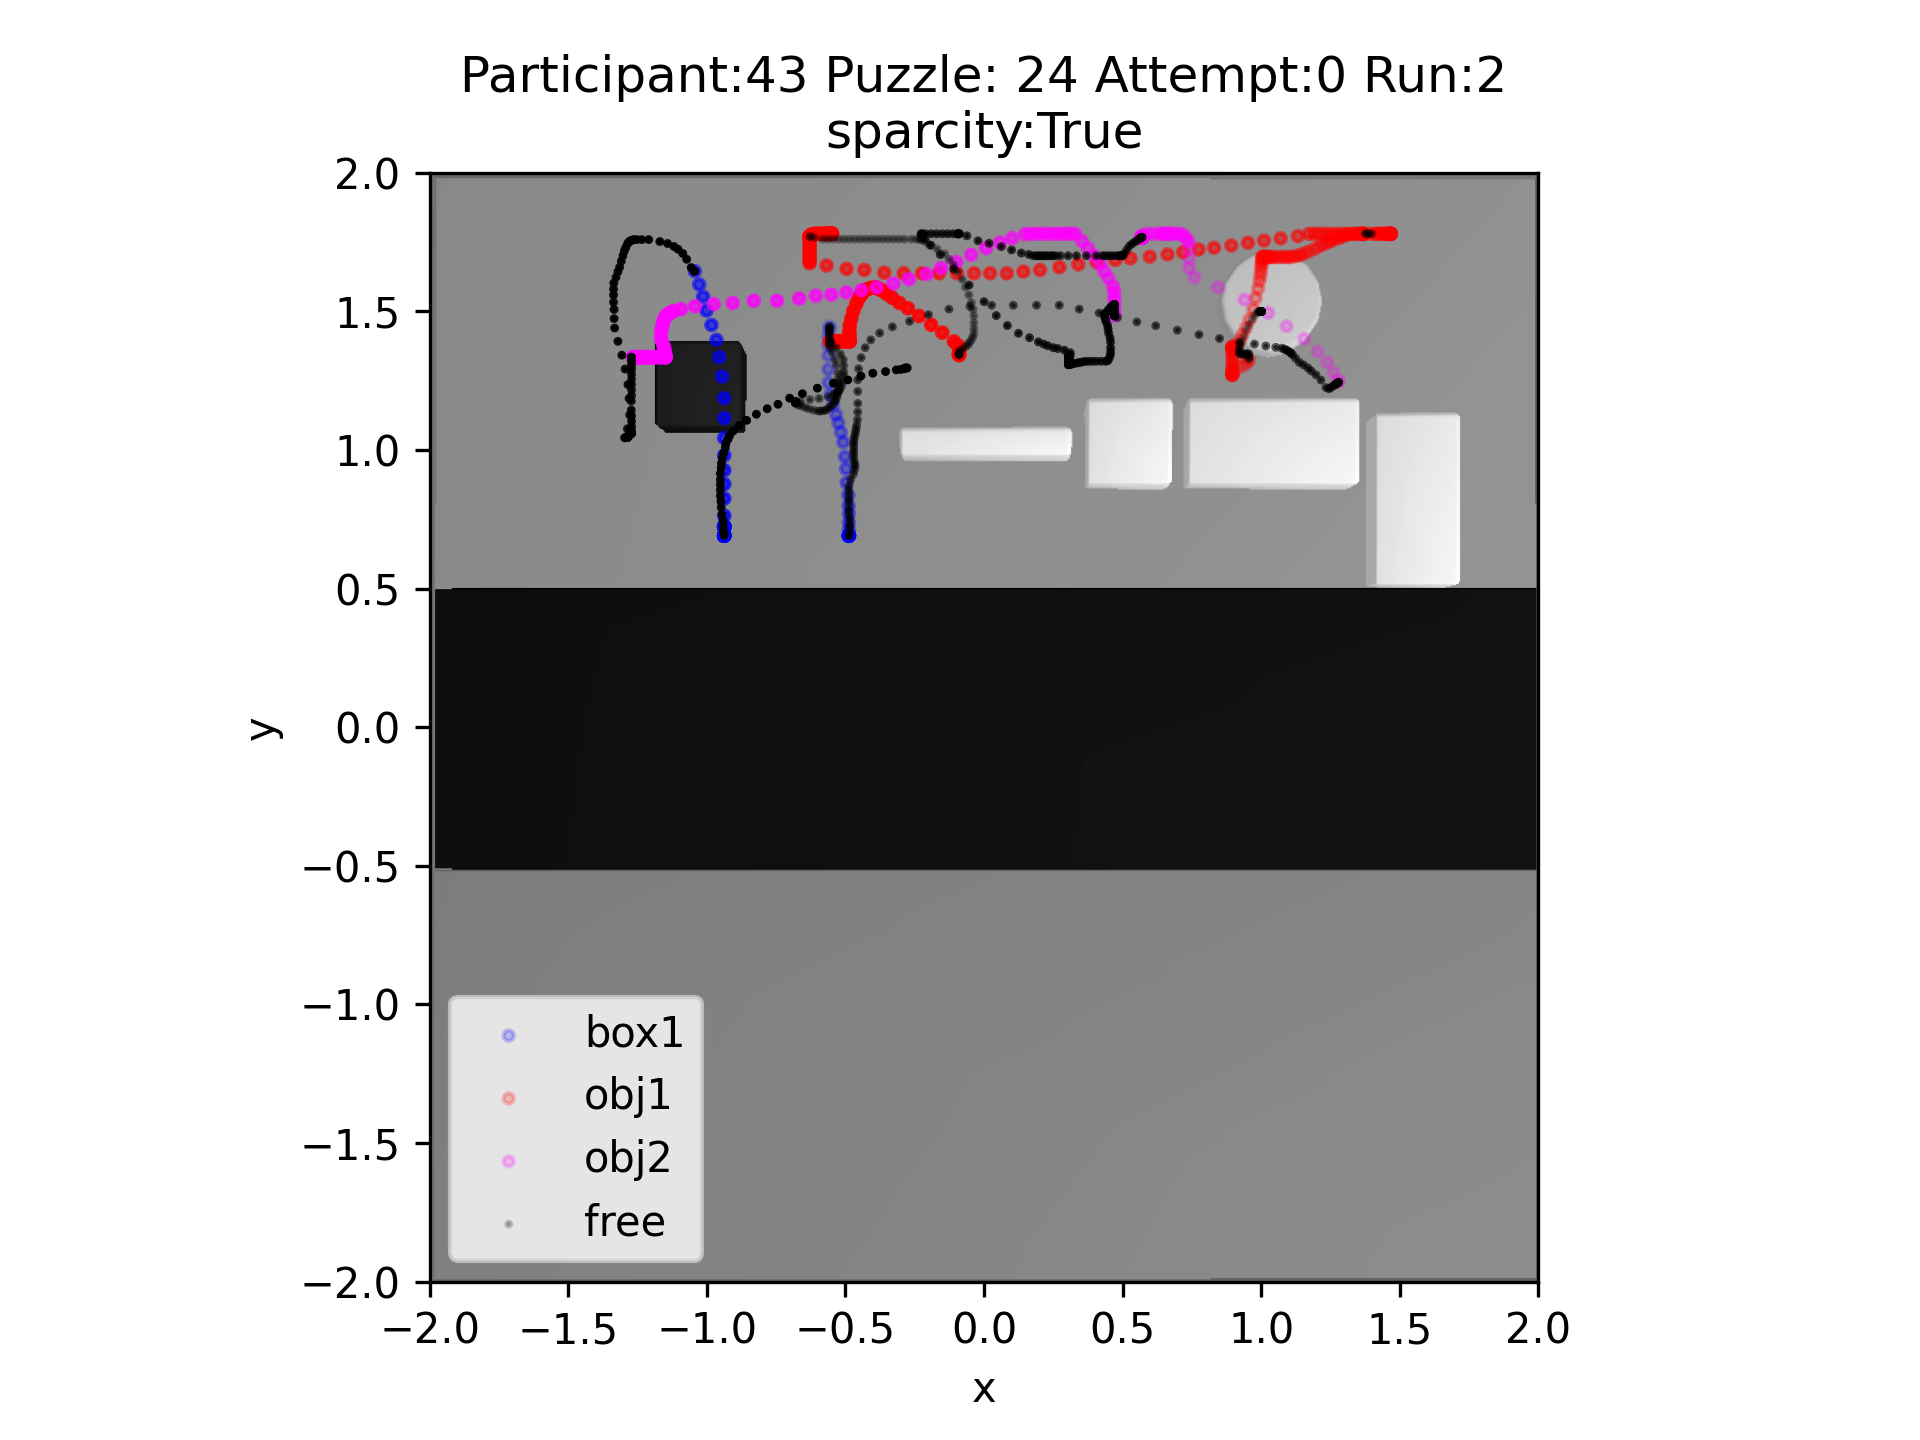 Participant:43 Puzzle: 24 Attempt:0 Run:2
sparcity:True
2.0
1.5
1.0
0.5
0.0
−0.5
−1.0
−1.5
−2.0
y
box1
obj1
obj2
free
−2.0 −1.5 −1.0 −0.5 0.0 0.5 1.0 1.5 2.0
x